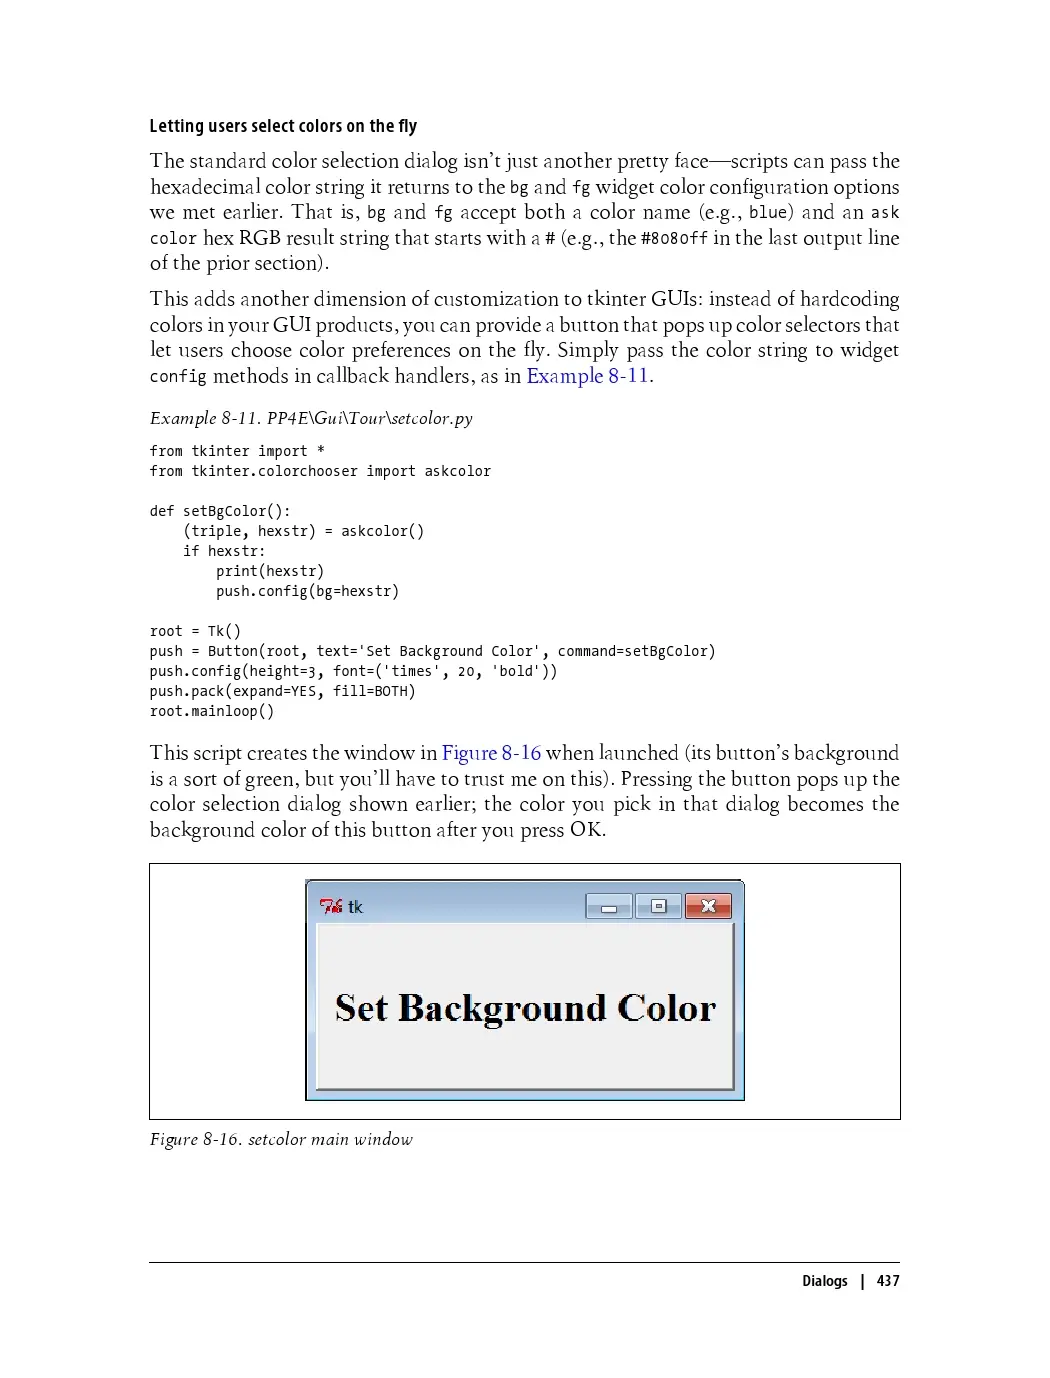 Letting users select colors on the fly
The standard color selection dialog isn't just another pretty face—scripts can pass the
hexadecimal color string it returns to the bg and fg widget color configuration options
we met earlier. That is, bg and fg accept both a color name (e.g., blue) and an ask
color hex RGB result string that starts with a # (e.g., the #8080ff in the last output line
of the prior section).
This adds another dimension of customization to tkinter GUIs: instead of hardcoding
colors in your GUI products, you can provide a button that pops up color selectors that
let users choose color preferences on the fly. Simply pass the color string to widget
config methods in callback handlers, as in Example 8-11.
Example 8-11. PP4E\Gui\Tour\setcolor.py
from tkinter import *
from tkinter.colorchooser import askcolor
def setBgColor():
    (triple, hexstr) = askcolor()
    if hexstr:
        print(hexstr)
        push.config(bg=hexstr)
root = Tk()
push = Button(root, text='Set Background Color', command=setBgColor)
push.config(height=3, font=('times', 20, 'bold'))
push.pack(expand=YES, fill=BOTH)
root.mainloop()
This script creates the window in Figure 8-16 when launched (its button's background
is a sort of green, but you'll have to trust me on this). Pressing the button pops up the
color selection dialog shown earlier; the color you pick in that dialog becomes the
background color of this button after you press OK.
tk
Set Background Color
Figure 8-16. setcolor main window
Dialogs | 437